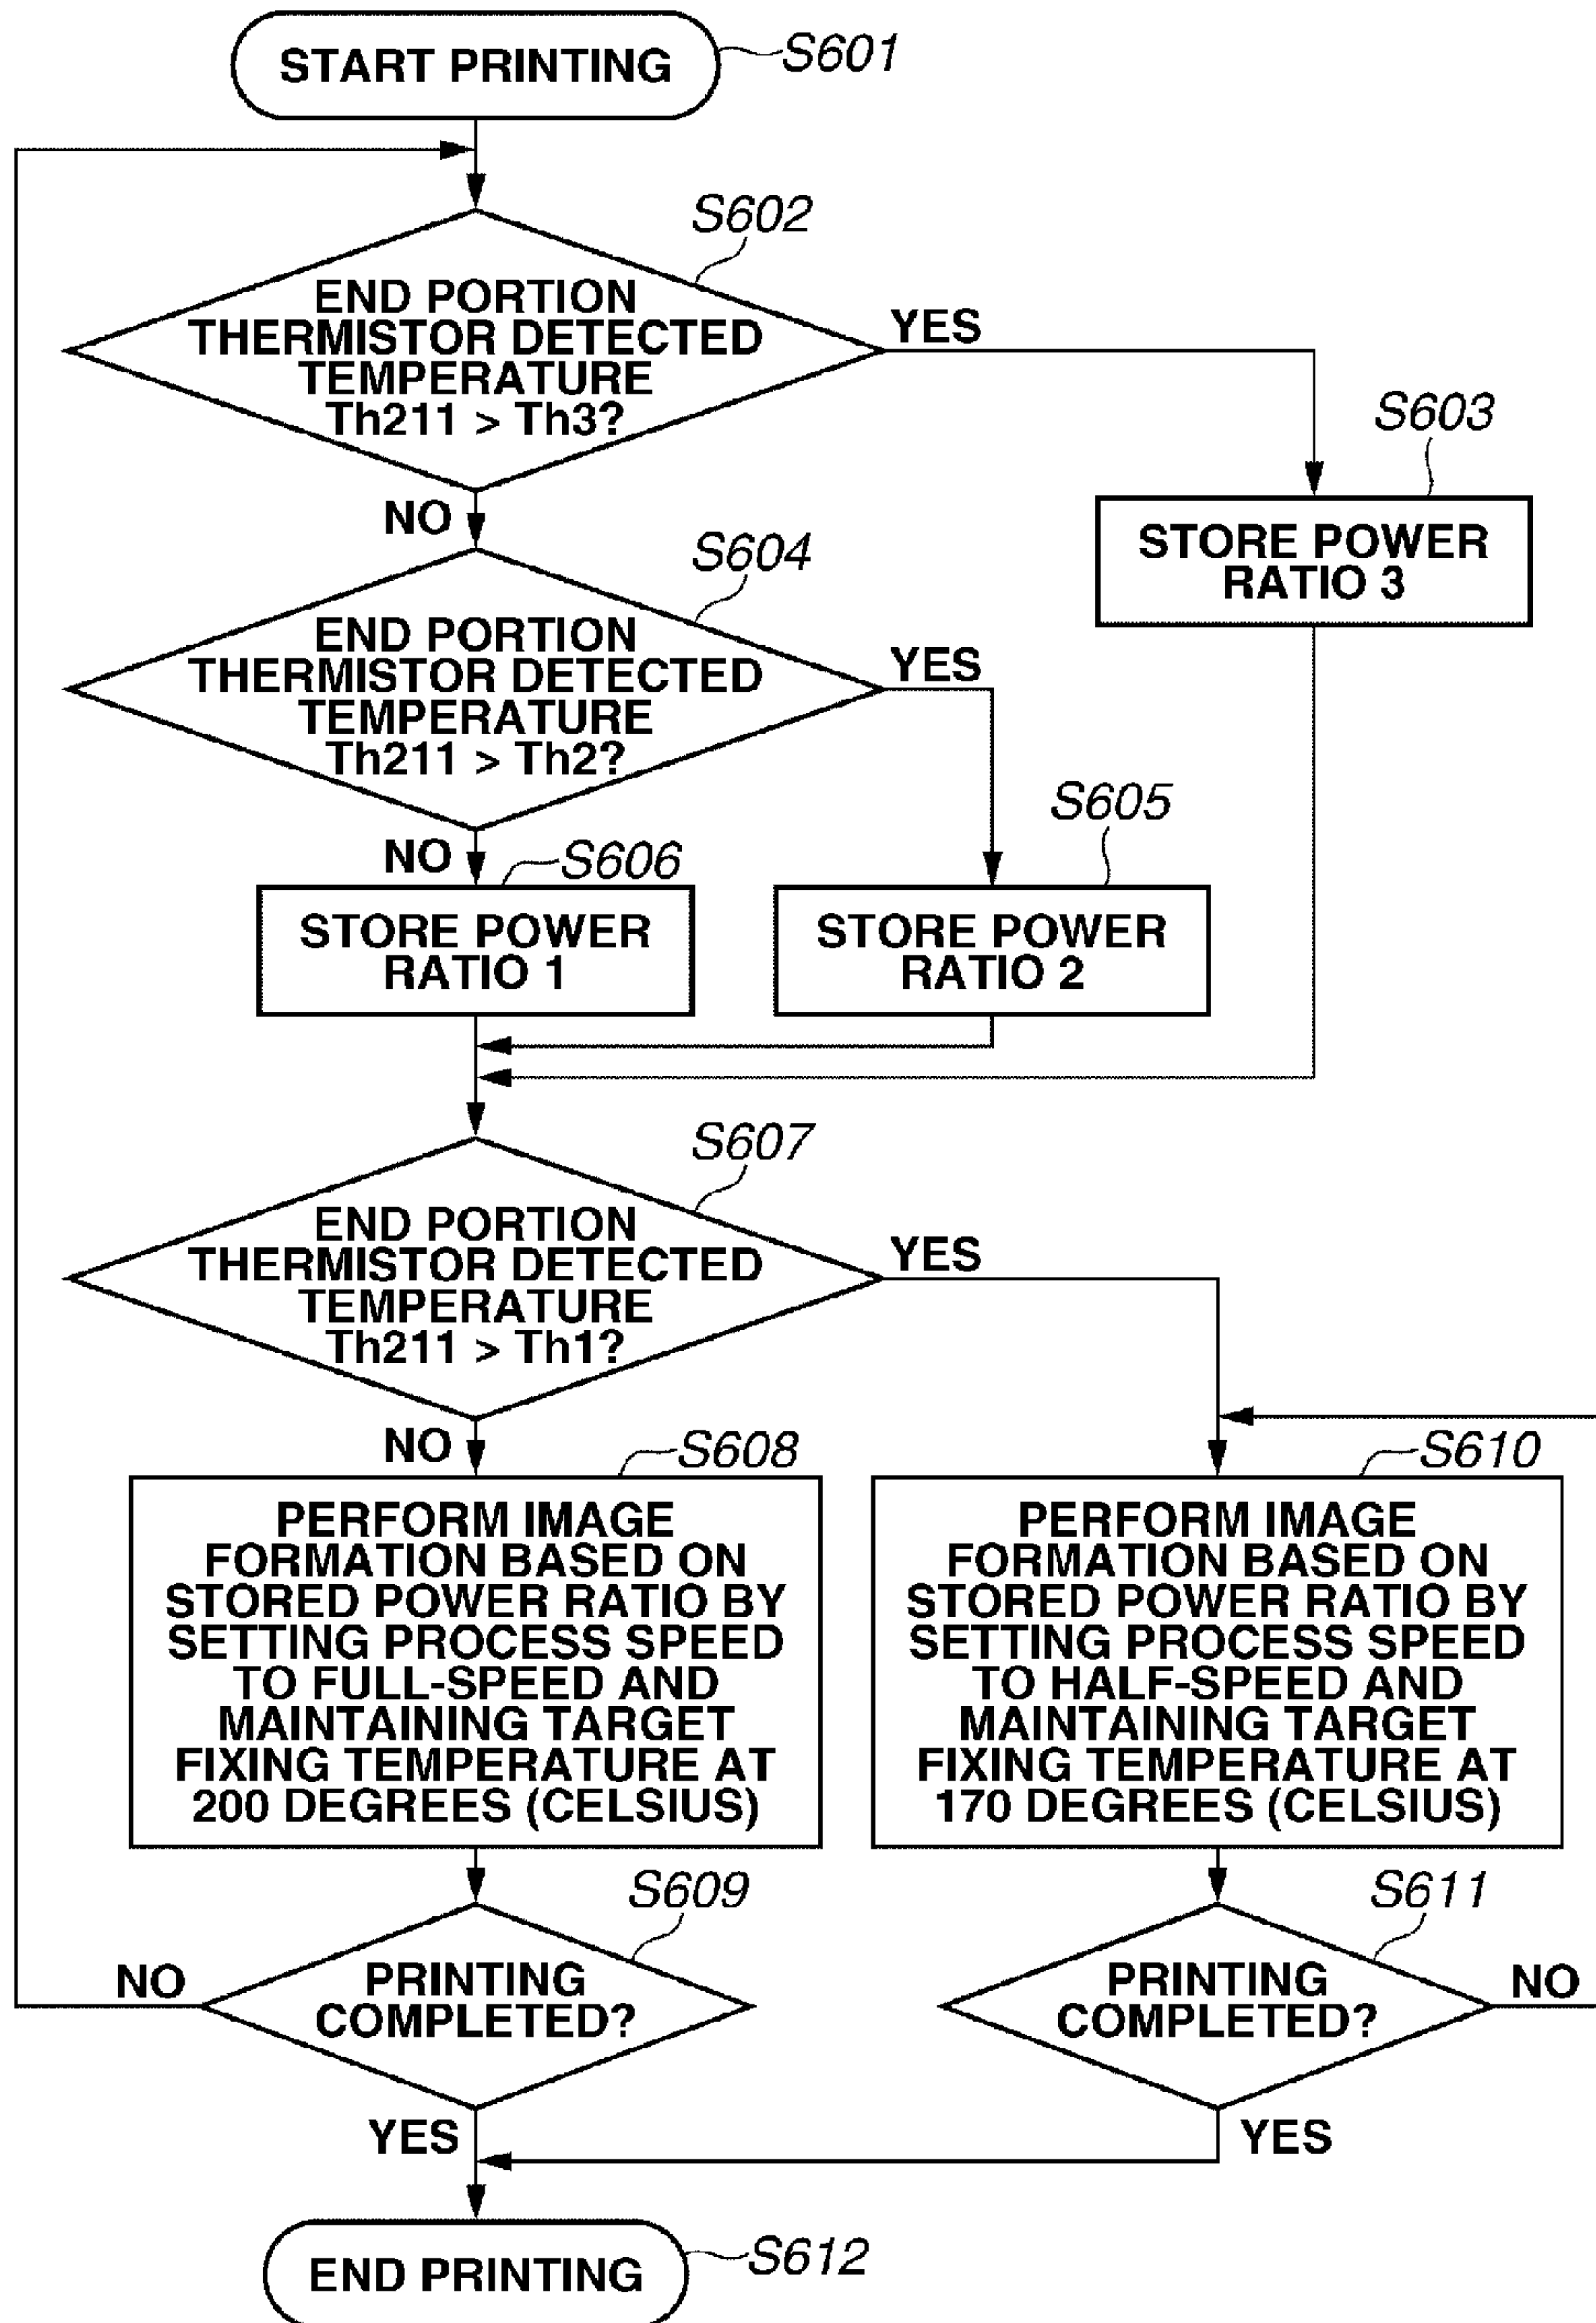 START PRINTING
S601
S602
END PORTION
THERMISTOR DETECTED
TEMPERATURE
Th211 > Th3?
YES
NO
S603
STORE POWER
RATIO 3
S604
END PORTION
THERMISTOR DETECTED
TEMPERATURE
Th211 > Th2?
YES
NO
S605
STORE POWER
RATIO 2
S606
STORE POWER
RATIO 1
S607
END PORTION
THERMISTOR DETECTED
TEMPERATURE
Th211 > Th1?
YES
NO
S608
PERFORM IMAGE
FORMATION BASED ON
STORED POWER RATIO BY
SETTING PROCESS SPEED
TO FULL-SPEED AND
MAINTAINING TARGET
FIXING TEMPERATURE AT
200 DEGREES (CELSIUS)
S610
PERFORM IMAGE
FORMATION BASED ON
STORED POWER RATIO BY
SETTING PROCESS SPEED
TO HALF-SPEED AND
MAINTAINING TARGET
FIXING TEMPERATURE AT
170 DEGREES (CELSIUS)
S609
PRINTING
COMPLETED?
NO
YES
S611
PRINTING
COMPLETED?
NO
YES
END PRINTING
S612